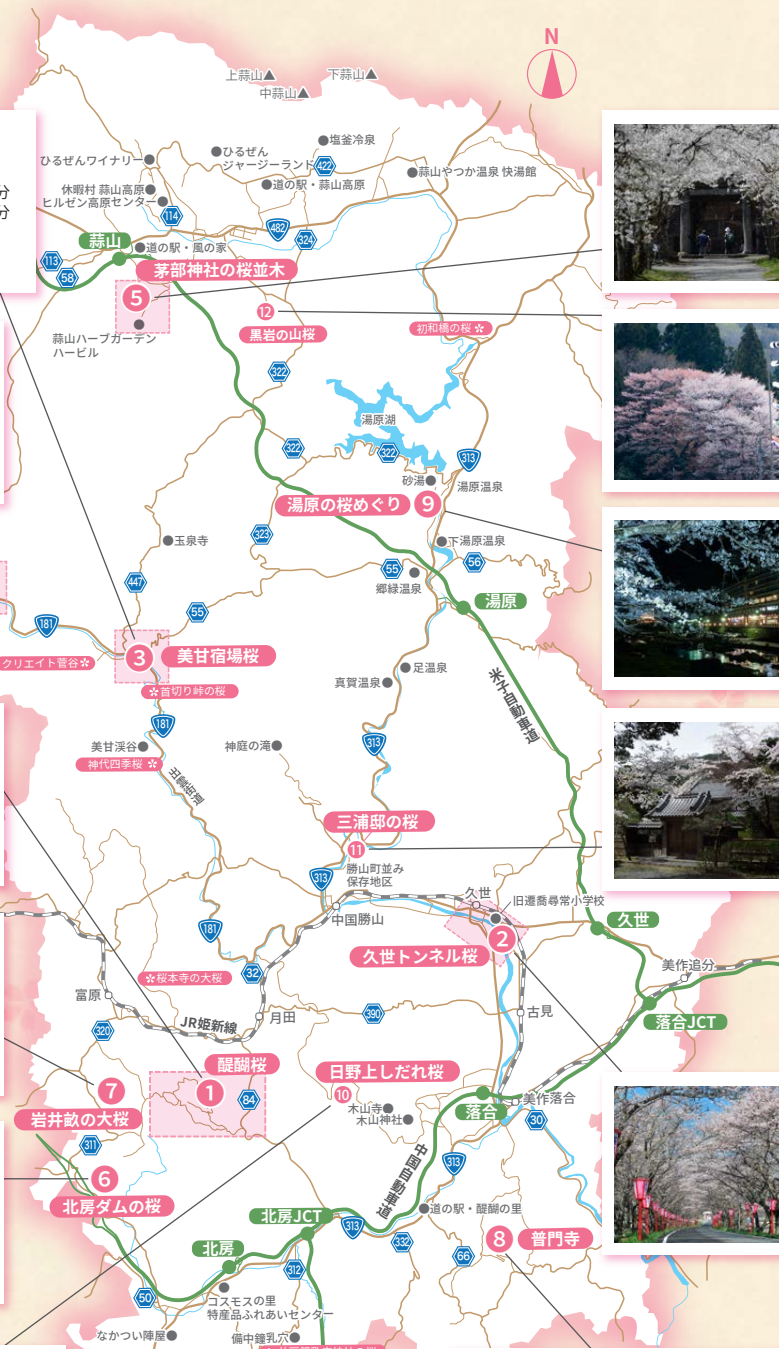 N
上蒜山▲
下蒜山▲
中蒜山▲
塩釜冷泉
ひるぜん
ジャージーランド
ひるぜんワイナリー
422
蒜山やつか温泉 快湯館
分
分
休暇村 蒜山高原
ヒルゼン高原センター
道の駅・蒜山高原
114
482
324
蒜山
道の駅・風の家
113
58
茅部神社の桜並木
5
12
黒岩の山桜
初和橋の桜
蒜山ハーブガーデン
ハービル
322
湯原湖
322
322
313
砂湯
湯原温泉
湯原の桜めぐり
9
323
玉泉寺
下湯原温泉
56
55
郷緑温泉
447
55
湯原
181
3
美甘宿場桜
クリエイト菅谷
足温泉
真賀温泉
首切り峠の桜
米子自動車道
181
美甘渓谷
神庭の滝
313
神代四季桜
出雲街道
三浦邸の桜
11
勝山町並み
保存地区
313
久世
旧遷喬尋常小学校
中国勝山
久世
181
2
久世トンネル桜
美作追分
桜本寺の大桜
32
富原
落合JCT
月田
390
古見
JR姫新線
320
醍醐桜
日野上しだれ桜
7
1
84
10
岩井畝の大桜
木山寺
木山神社
落合
美作落合
30
311
中国自動車道
313
6
北房ダムの桜
北房JCT
313
道の駅・醍醐の里
332
8
普門寺
北房
66
312
50
コスモスの里
特産品ふれあいセンター
なかつい陣屋
備中鐘乳穴